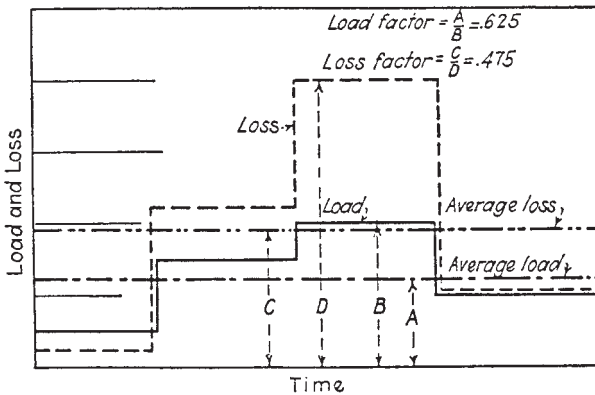 Load factor = A/B = .625
Loss factor = C/D = .475
Loss
Load
Average loss
Average load
C
D
B
A
Load and Loss
Time